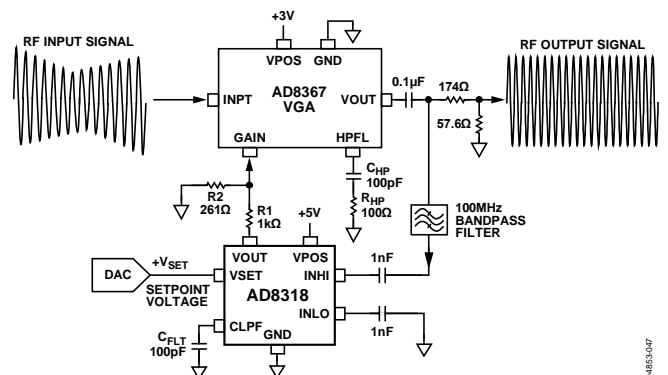 RF INPUT SIGNAL
+3V
VPOS
GND
RF OUTPUT SIGNAL
INPT
AD8367
VGA
VOUT
0.1µF
174Ω
57.6Ω
GAIN
HPFL
CHP
100pF
RHP
100Ω
R2
261Ω
R1
1kΩ
+5V
100MHz
BANDPASS
FILTER
DAC
+VSET
SETPOINT
VOLTAGE
VOUT
VPOS
VSET
INHI
1nF
AD8318
INLO
1nF
CLPF
GND
CFLT
100pF